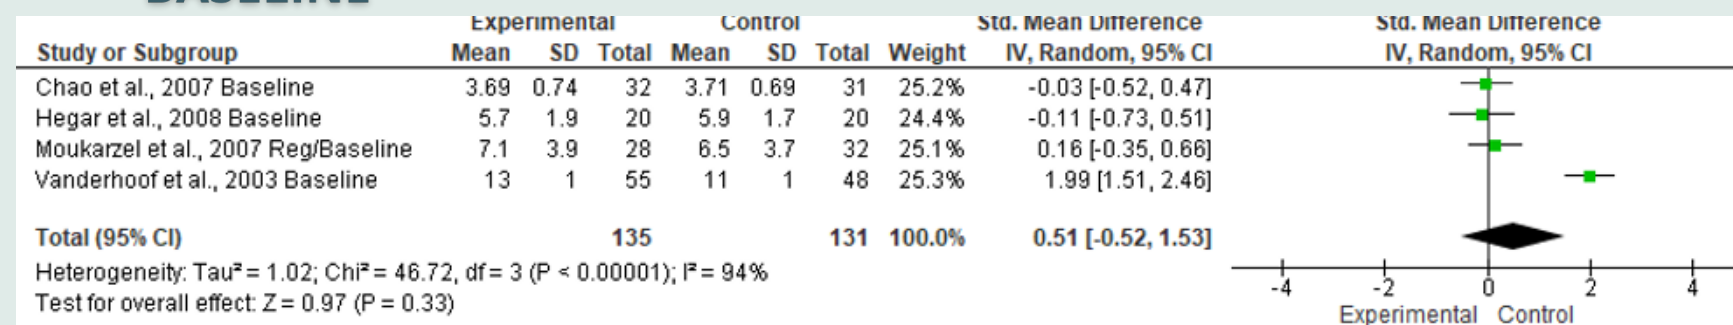 BASELINE
Experimental Control Std. Mean Difference Std. Mean Difference
Study or Subgroup Mean SD Total Mean SD Total Weight IV, Random, 95% CI IV, Random, 95% CI
Chao et al., 2007 Baseline 3.69 0.74 32 3.71 0.69 31 25.2% -0.03 [-0.52, 0.47]
Hegar et al., 2008 Baseline 5.7 1.9 20 5.9 1.7 20 24.4% -0.11 [-0.73, 0.51]
Moukarzel et al., 2007 Reg/Baseline 7.1 3.9 28 6.5 3.7 32 25.1% 0.16 [-0.35, 0.66]
Vanderhoof et al., 2003 Baseline 13 1 55 11 1 48 25.3% 1.99 [1.51, 2.46]
Total (95% CI) 135 131 100.0% 0.51 [-0.52, 1.53]
Heterogeneity: Tau² = 1.02; Chi² = 46.72, df = 3 (P < 0.00001); I² = 94%
Test for overall effect: Z = 0.97 (P = 0.33)
-4 -2 0 2 4
Experimental Control